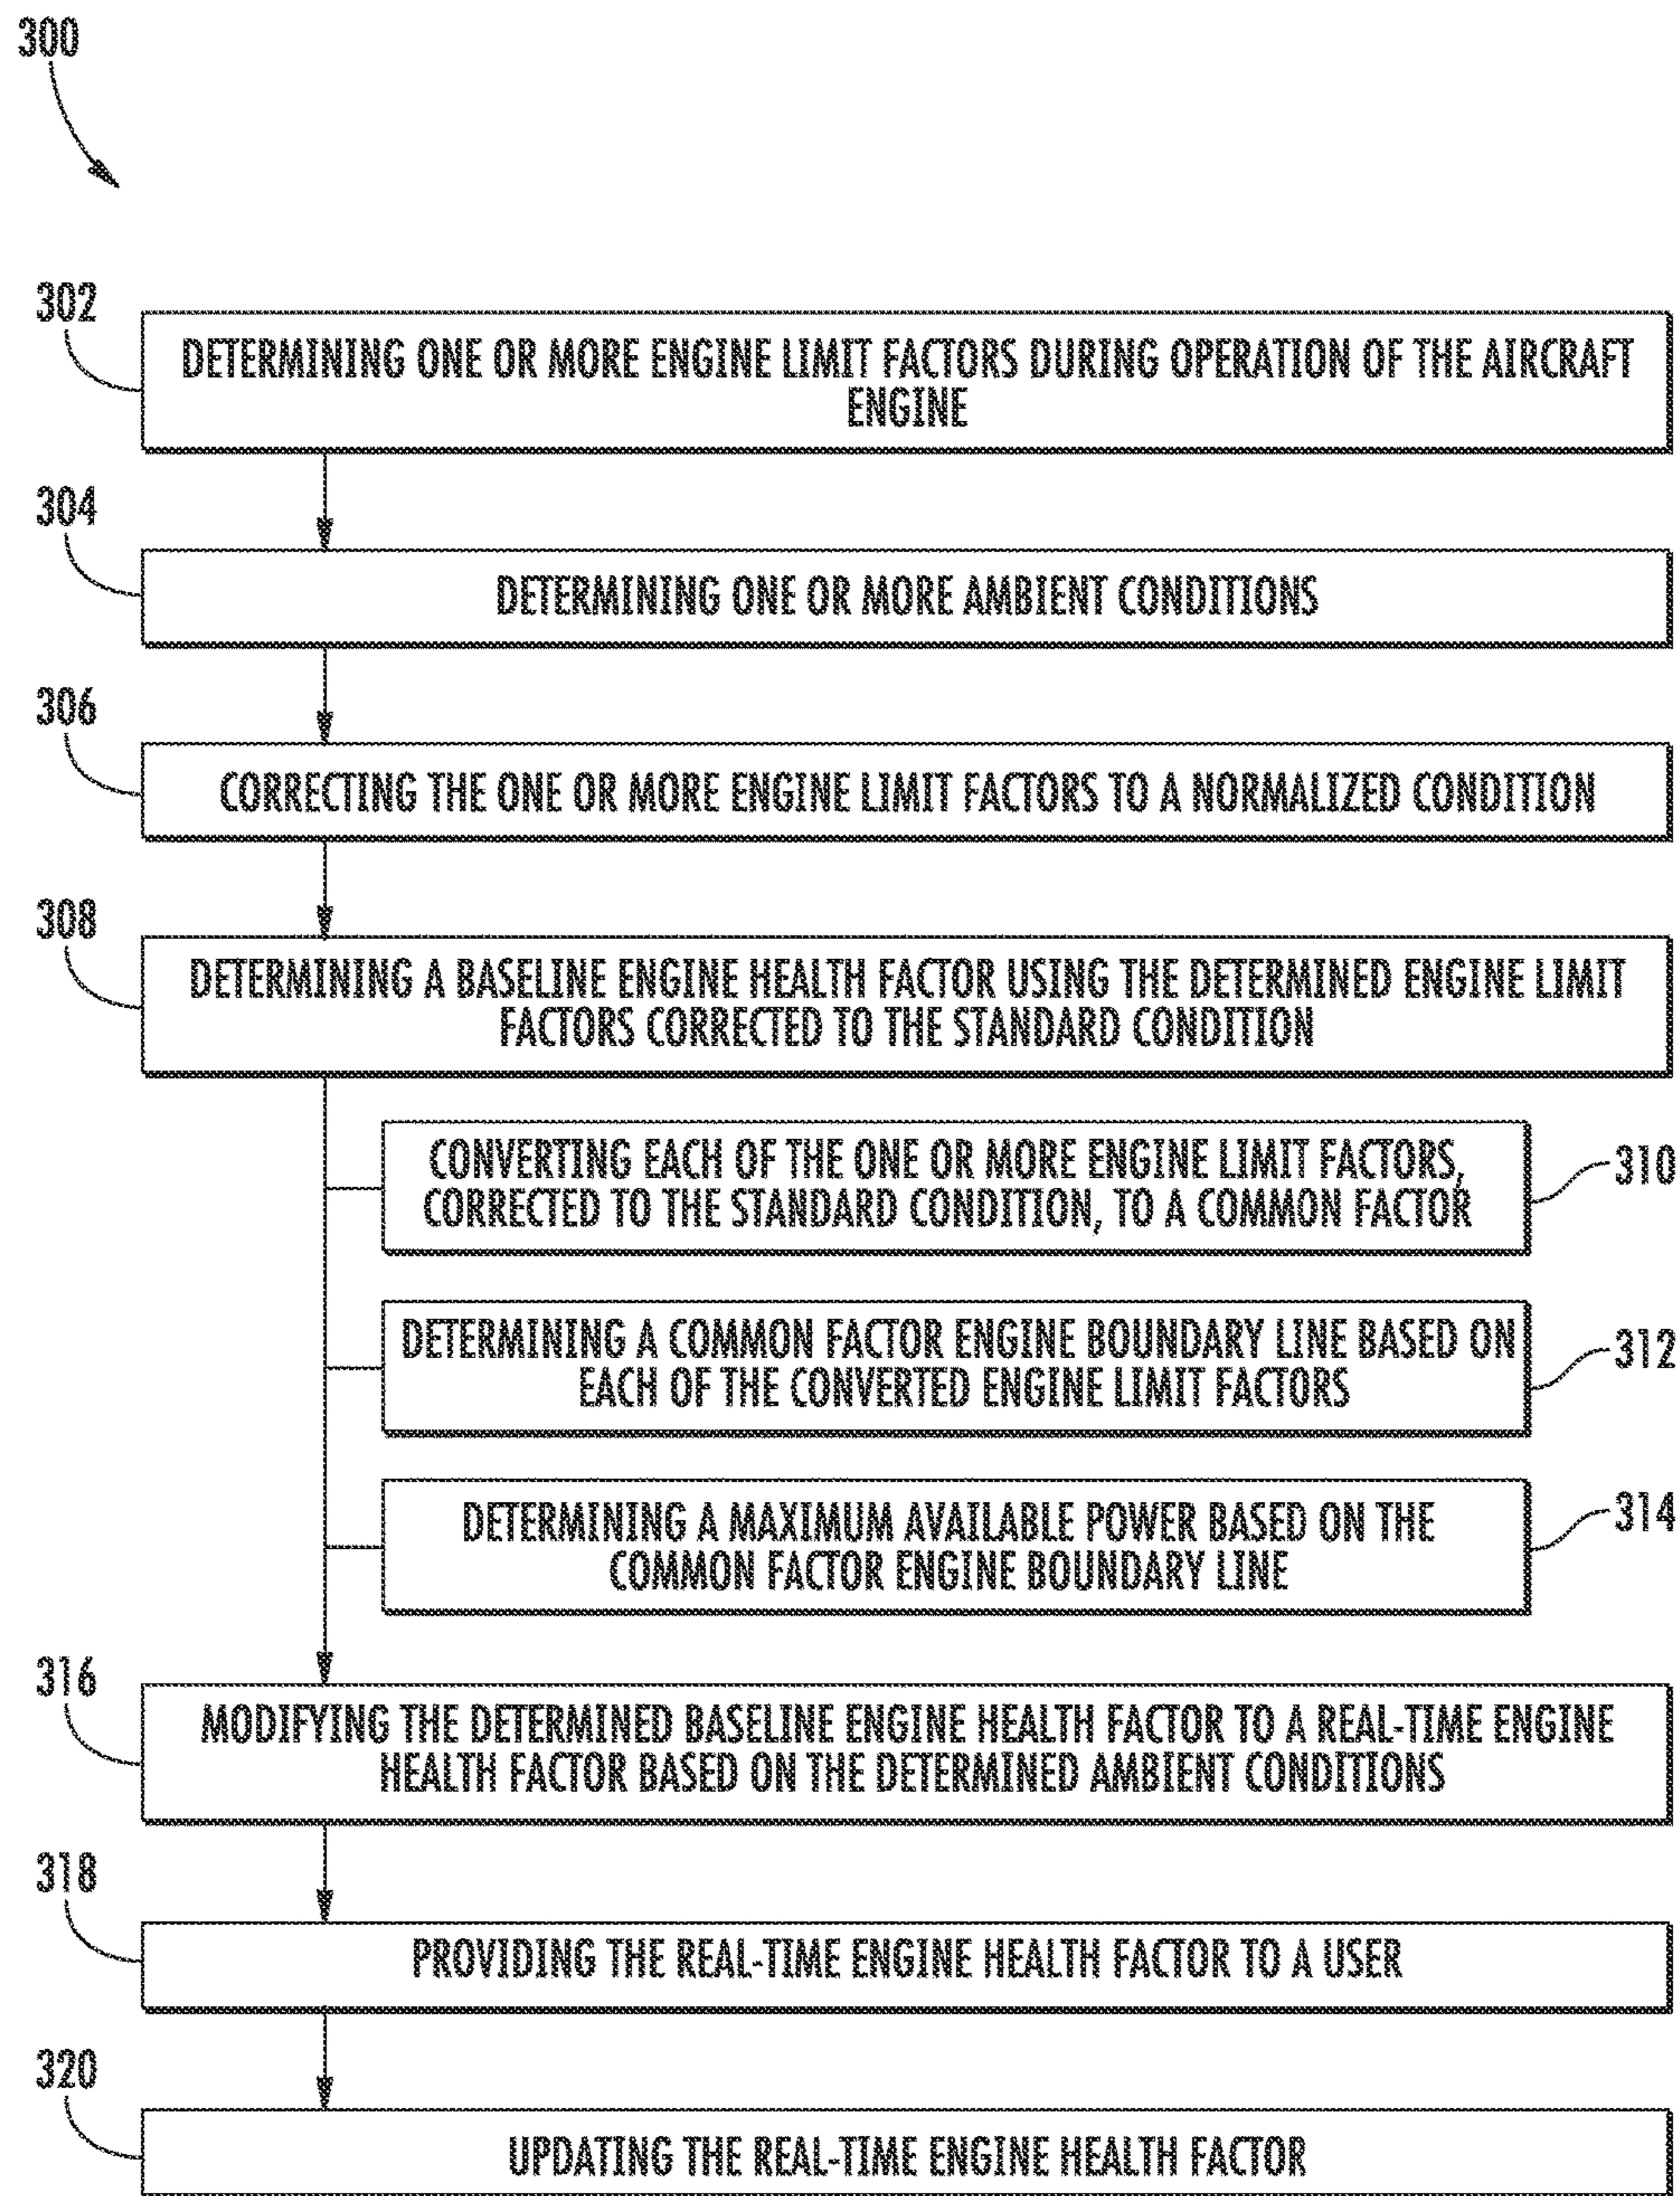 300
302
DETERMINING ONE OR MORE ENGINE LIMIT FACTORS DURING OPERATION OF THE AIRCRAFT
ENGINE
304
DETERMINING ONE OR MORE AMBIENT CONDITIONS
306
CORRECTING THE ONE OR MORE ENGINE LIMIT FACTORS TO A NORMALIZED CONDITION
308
DETERMINING A BASELINE ENGINE HEALTH FACTOR USING THE DETERMINED ENGINE LIMIT
FACTORS CORRECTED TO THE STANDARD CONDITION
CONVERTING EACH OF THE ONE OR MORE ENGINE LIMIT FACTORS,
CORRECTED TO THE STANDARD CONDITION, TO A COMMON FACTOR
310
DETERMINING A COMMON FACTOR ENGINE BOUNDARY LINE BASED ON
EACH OF THE CONVERTED ENGINE LIMIT FACTORS
312
DETERMINING A MAXIMUM AVAILABLE POWER BASED ON THE
COMMON FACTOR ENGINE BOUNDARY LINE
314
316
MODIFYING THE DETERMINED BASELINE ENGINE HEALTH FACTOR TO A REAL-TIME ENGINE
HEALTH FACTOR BASED ON THE DETERMINED AMBIENT CONDITIONS
318
PROVIDING THE REAL-TIME ENGINE HEALTH FACTOR TO A USER
320
UPDATING THE REAL-TIME ENGINE HEALTH FACTOR